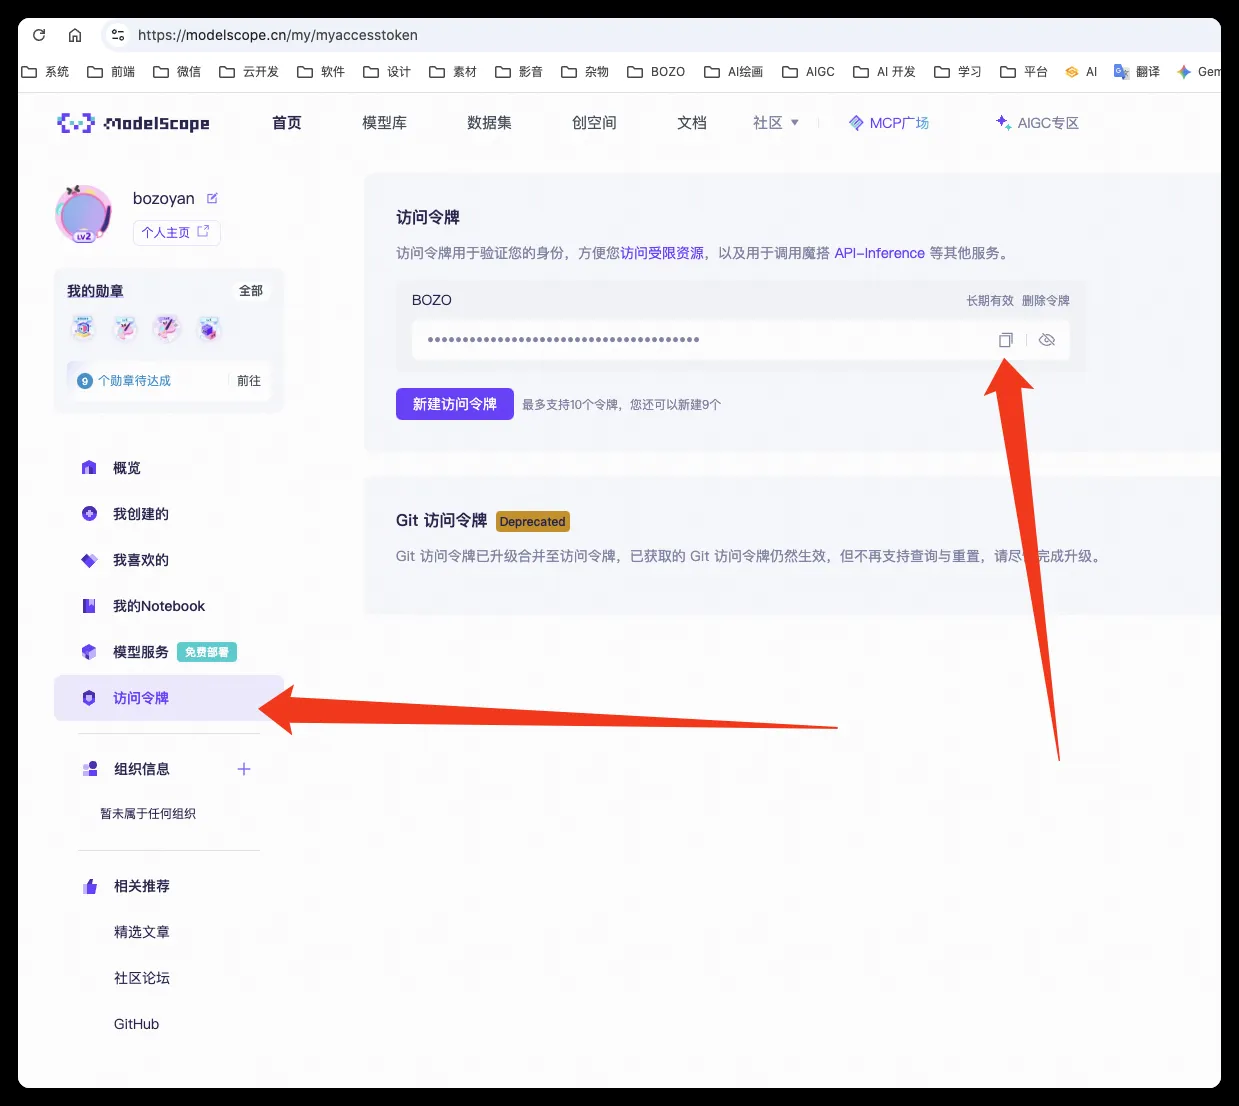 https://modelscope.cn/my/myaccesstoken
系统 前端 微信 云开发 软件 设计 素材 影音 杂物 BOZO AI绘画 AIGC AI 开发 学习 平台 AI 翻译 Gem
ModelScope 首页 模型库 数据集 创空间 文档 社区 MCP广场 AIGC专区
bozoyan
个人主页
LV2
我的勋章 全部
9 个勋章待达成 前往
概览
我创建的
我喜欢的
我的Notebook
模型服务 免费部署
访问令牌
组织信息
暂未属于任何组织
相关推荐
精选文章
社区论坛
GitHub
访问令牌
访问令牌用于验证您的身份，方便您访问受限资源，以及用于调用魔搭 API-Inference 等其他服务。
BOZO 长期有效 删除令牌
•••••••••••••••••••••••••••••••••••••••
新建访问令牌 最多支持10个令牌，您还可以新建9个
Git 访问令牌 Deprecated
Git 访问令牌已升级合并至访问令牌，已获取的 Git 访问令牌仍然生效，但不再支持查询与重置，请尽 完成升级。